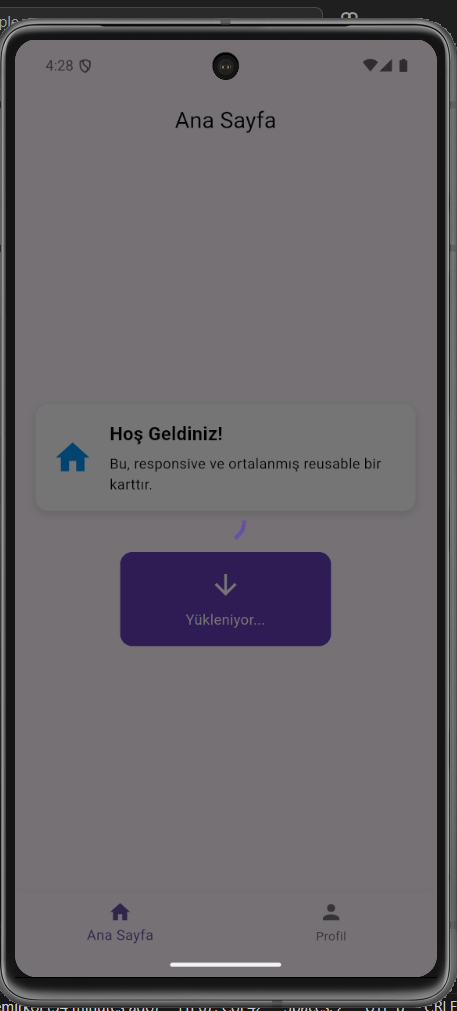 4:28
Ana Sayfa
Hoş Geldiniz!
Bu, responsive ve ortalanmış reusable bir
karttır.
Yükleniyor...
Ana Sayfa
Profil